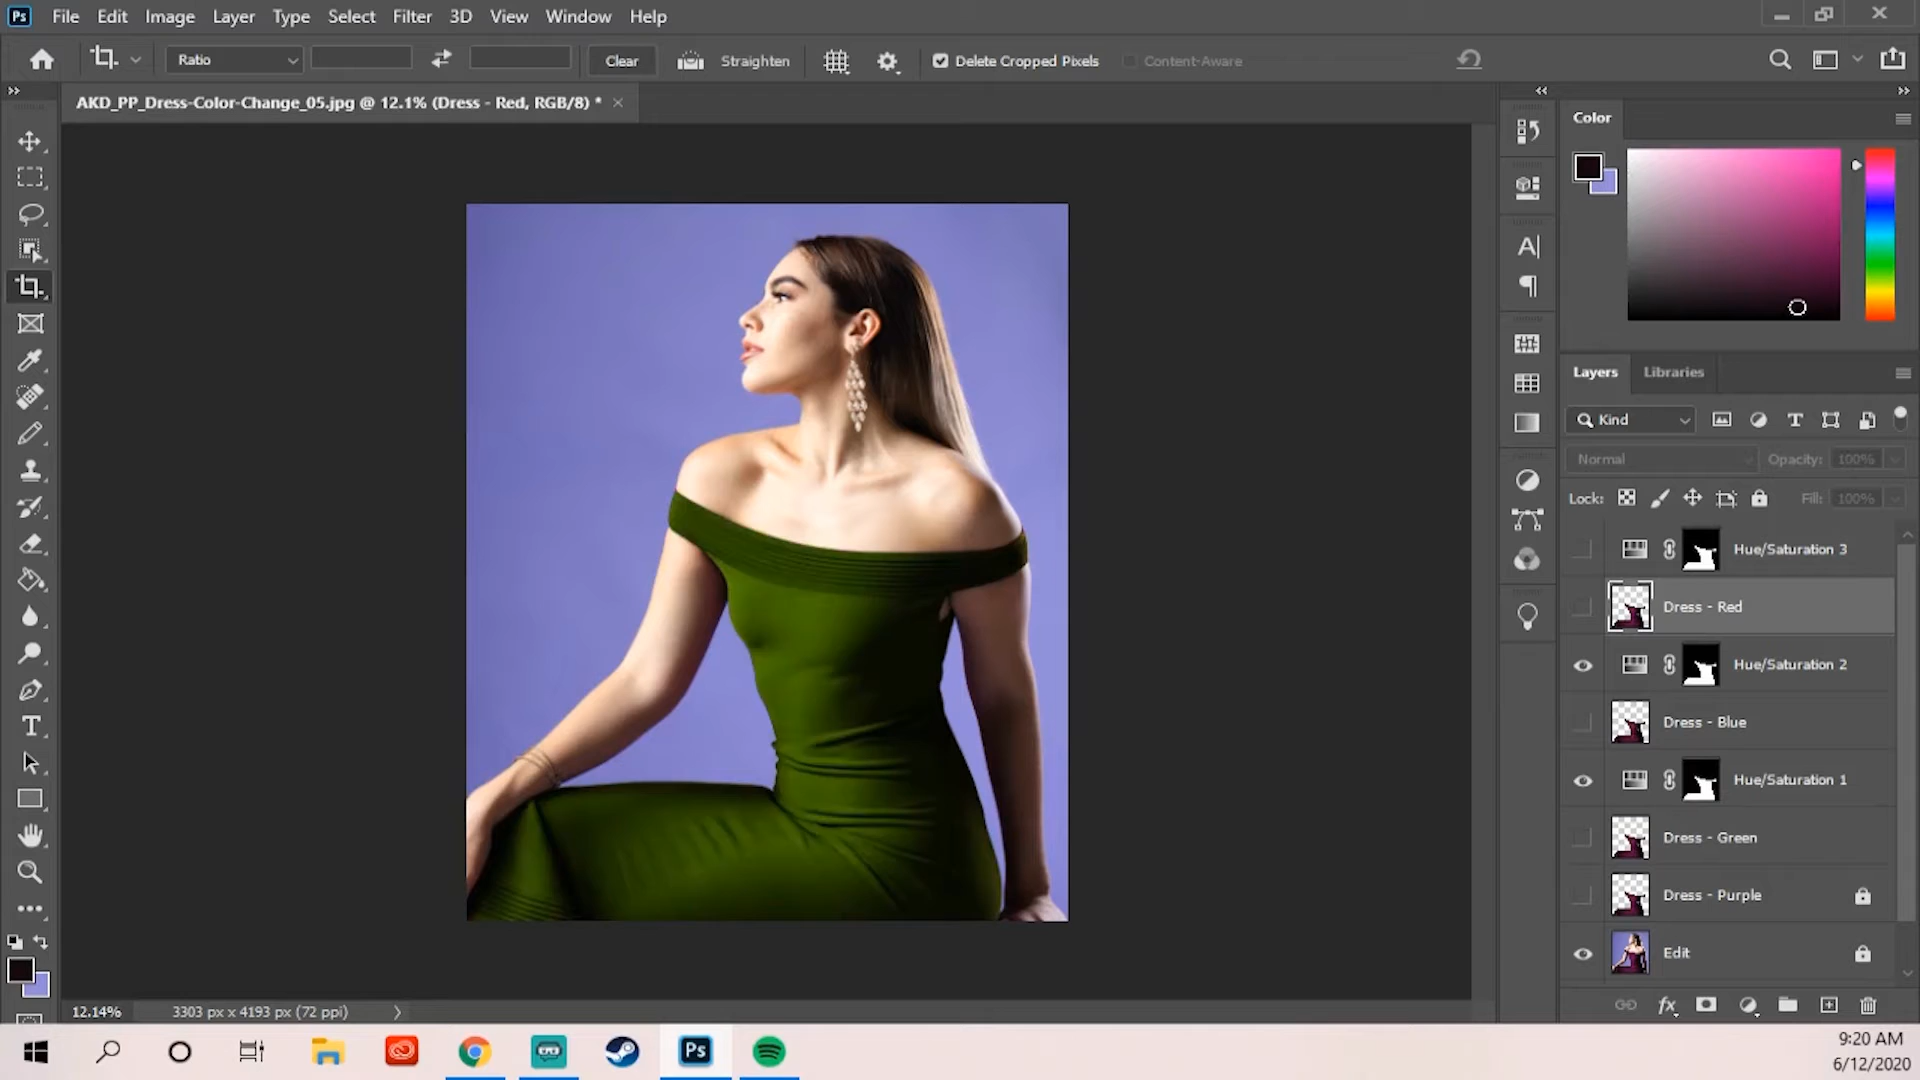 Ps File Edit Image Layer Type Select Filter 3D View Window Help
Ratio Clear Straighten Delete Cropped Pixels Content-Aware
AKD_PP_Dress-Color-Change_05.jpg @ 12.1% (Dress - Red, RGB/8) *
Color
Layers Libraries
Kind
Normal Opacity: 100%
Lock: Fill: 100%
Hue/Saturation 3
Dress - Red
Hue/Saturation 2
Dress - Blue
Hue/Saturation 1
Dress - Green
Dress - Purple
Edit
fx
12.14% 3303 px x 4193 px (72 ppi)
Ps
9:20 AM
6/12/2020